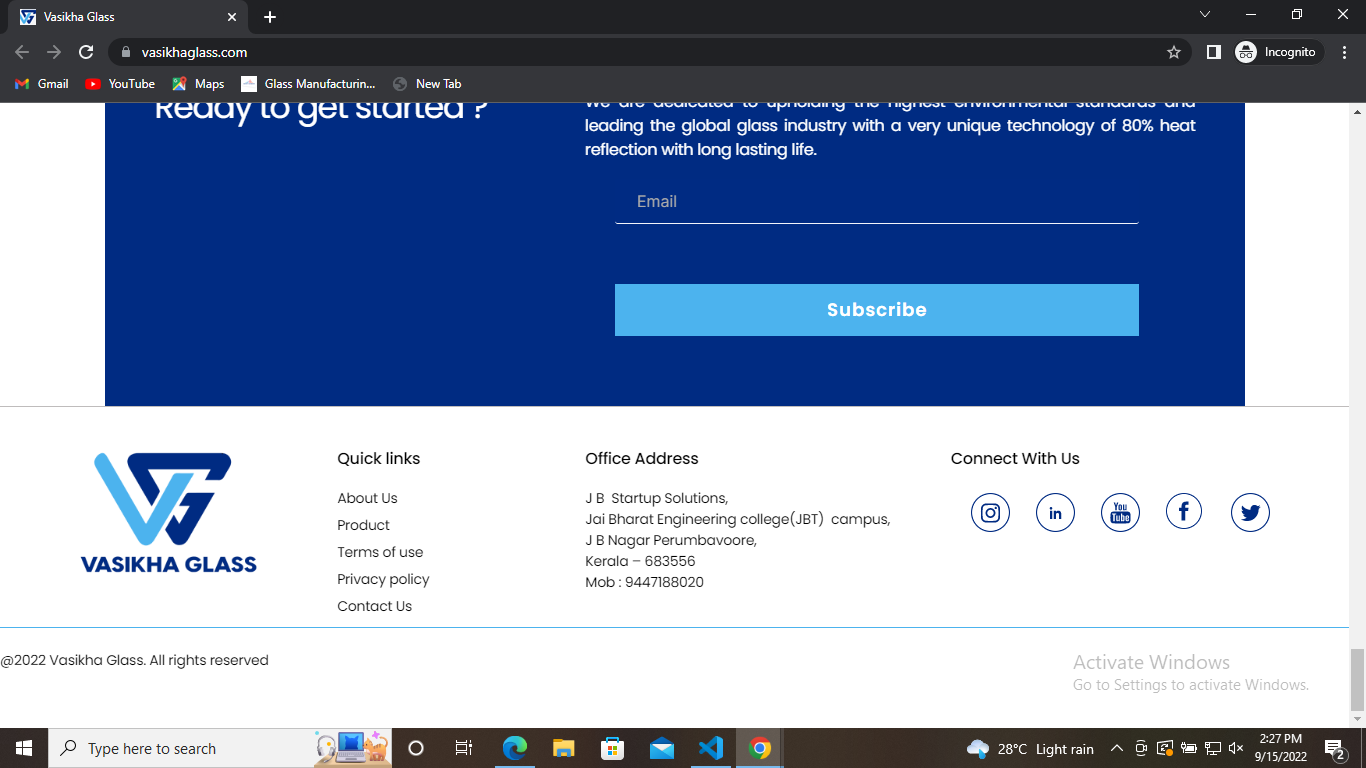 Vasikha Glass
vasikhaglass.com
Incognito
Gmail
YouTube
Maps
Glass Manufacturin...
New Tab
Ready to get started ?
We are dedicated to upholding the highest environmental standards and
leading the global glass industry with a very unique technology of 80% heat
reflection with long lasting life.
Email
Subscribe
VASIKHA GLASS
Quick links
About Us
Product
Terms of use
Privacy policy
Contact Us
Office Address
J B  Startup Solutions,
Jai Bharat Engineering college(JBT)  campus,
J B Nagar Perumbavoore,
Kerala – 683556
Mob : 9447188020
Connect With Us
in
You
Tube
f
@2022 Vasikha Glass. All rights reserved
Activate Windows
Go to Settings to activate Windows.
Type here to search
28°C Light rain
2:27 PM
9/15/2022
2